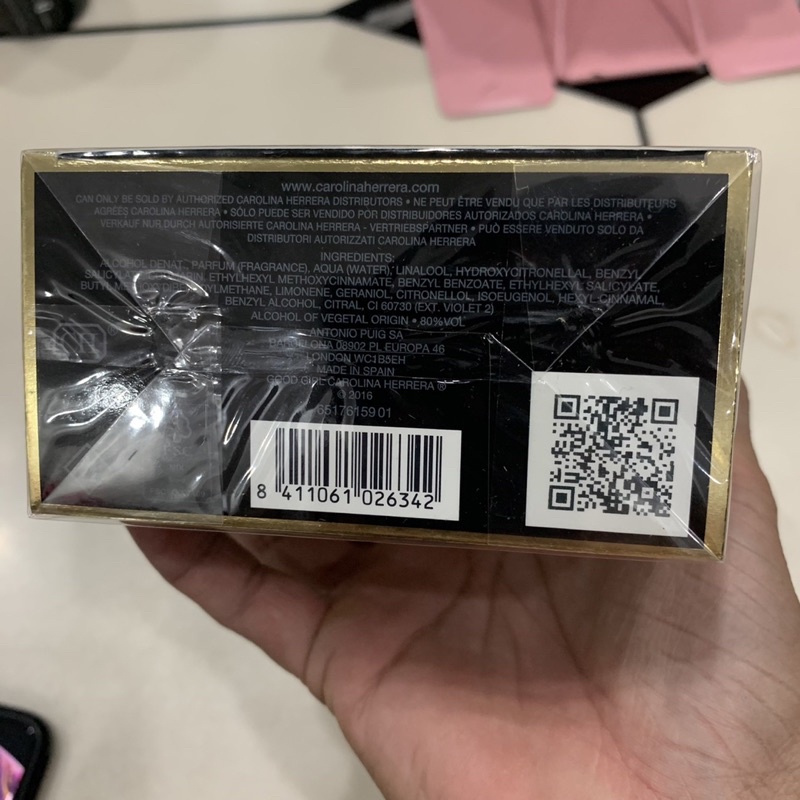 www.carolinaherrera.com
CAN ONLY BE SOLD BY AUTHORIZED CAROLINA HERRERA DISTRIBUTORS • NE PEUT ÊTRE VENDU QUE PAR LES DISTRIBUTEURS
AGRÉÉS CAROLINA HERRERA • SÓLO PUEDE SER VENDIDO POR DISTRIBUIDORES AUTORIZADOS CAROLINA HERRERA •
VERKAUF NUR DURCH AUTORISIERTE CAROLINA HERRERA - VERTRIEBSPARTNER • PUÒ ESSERE VENDUTO SOLO DA
DISTRIBUTORI AUTORIZZATI CAROLINA HERRERA
INGREDIENTS:
ALCOHOL DENAT., PARFUM (FRAGRANCE), AQUA (WATER), LINALOOL, HYDROXYCITRONELLAL, BENZYL
ETHYLHEXYL METHOXYCINNAMATE, BENZYL BENZOATE, ETHYLHEXYL SALICYLATE,
BUTYL LIMONENE, GERANIOL, CITRONELLOL, ISOEUGENOL, HEXYL CINNAMAL,
BENZYL ALCOHOL, CITRAL, CI 60730 (EXT. VIOLET 2)
ALCOHOL OF VEGETAL ORIGIN • 80%VOL
ANTONIO PUIG SA
BARCELONA 08902 PL EUROPA 46
LONDON WC1B5EH
MADE IN SPAIN
GOOD GIRL CAROLINA HERRERA ®
© 2016
6517615901
8 411061 026342
FSC